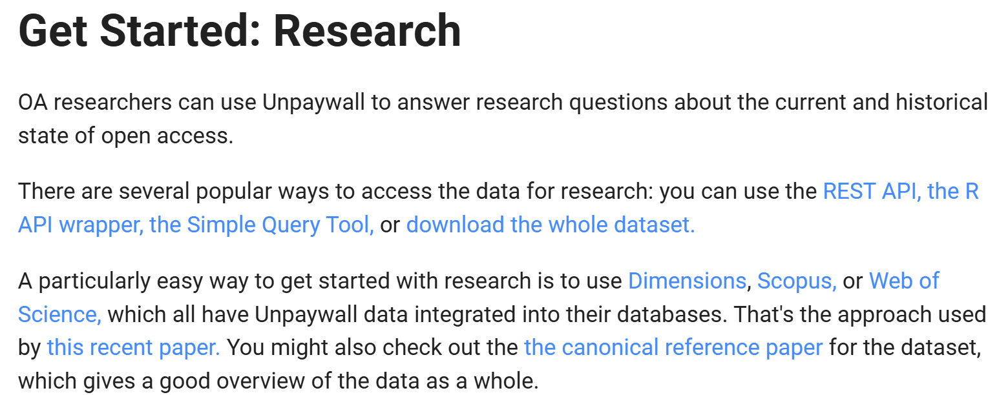 Get Started: Research
OA researchers can use Unpaywall to answer research questions about the current and historical
state of open access.
There are several popular ways to access the data for research: you can use the REST API, the R
API wrapper, the Simple Query Tool, or download the whole dataset.
A particularly easy way to get started with research is to use Dimensions, Scopus, or Web of
Science, which all have Unpaywall data integrated into their databases. That's the approach used
by this recent paper. You might also check out the the canonical reference paper for the dataset,
which gives a good overview of the data as a whole.